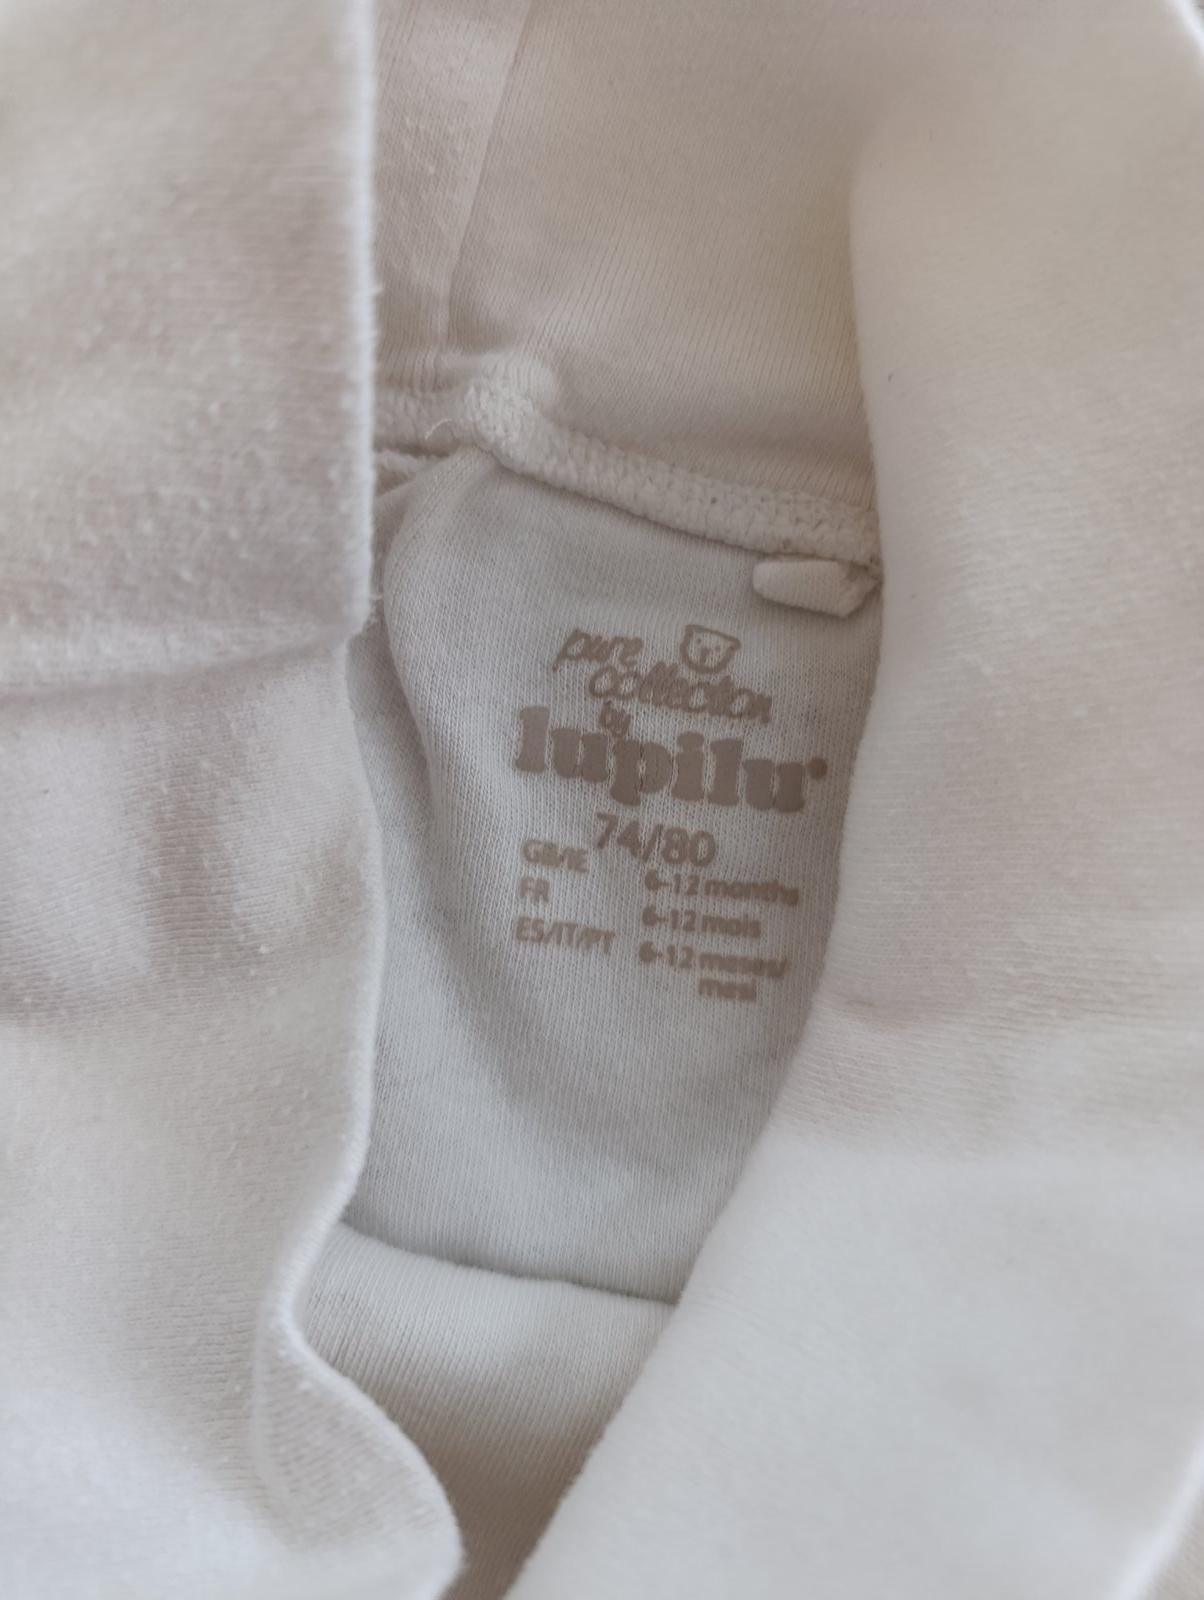 pure
collection
by
lupilu®
74/80
GB/IE 6-12 months
FR 6-12 mois
ES/IT/PT 6-12 meses/
mesi